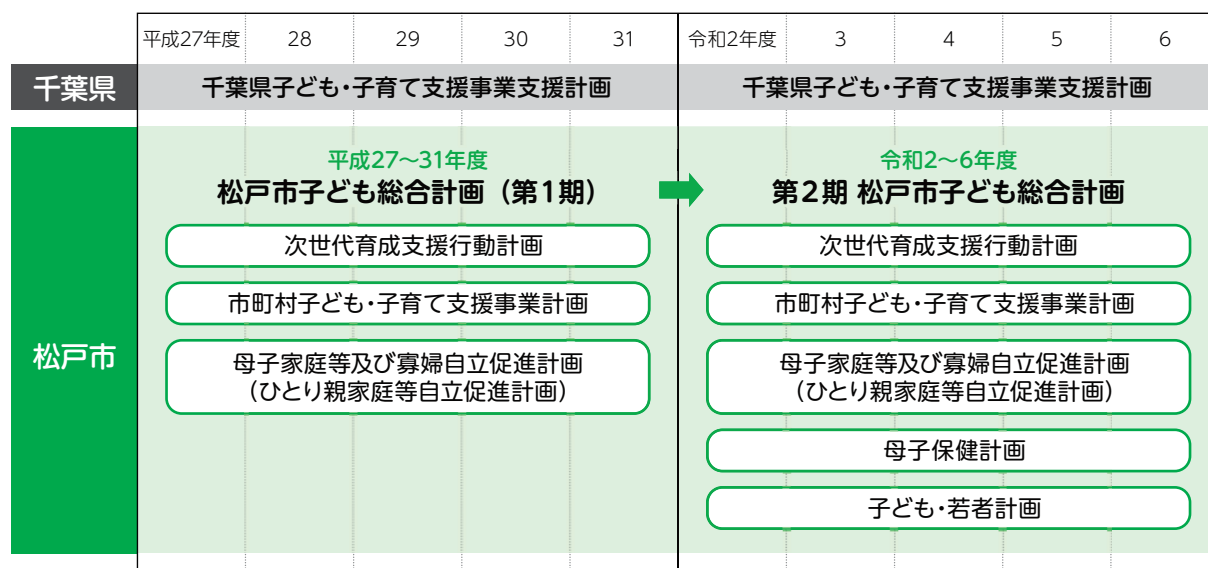 平成27年度 28 29 30 31 令和2年度 3 4 5 6
千葉県 千葉県子ども・子育て支援事業支援計画 千葉県子ども・子育て支援事業支援計画
松戸市
平成27～31年度
松戸市子ども総合計画（第1期）
次世代育成支援行動計画
市町村子ども・子育て支援事業計画
母子家庭等及び寡婦自立促進計画
（ひとり親家庭等自立促進計画）
令和2～6年度
第2期 松戸市子ども総合計画
次世代育成支援行動計画
市町村子ども・子育て支援事業計画
母子家庭等及び寡婦自立促進計画
（ひとり親家庭等自立促進計画）
母子保健計画
子ども・若者計画